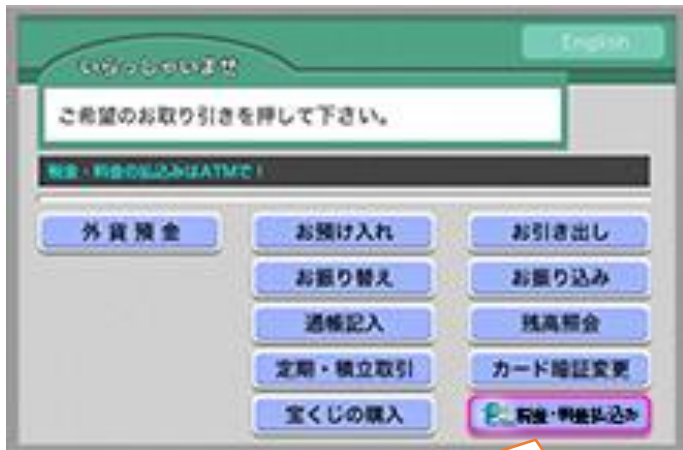 English
いらっしゃいませ
ご希望のお取り引きを押して下さい。
税金・料金の払込みはATMで！
外貨預金
お預け入れ
お引き出し
お振り替え
お振り込み
通帳記入
残高照会
定期・積立取引
カード暗証変更
宝くじの購入
税金・料金払込み